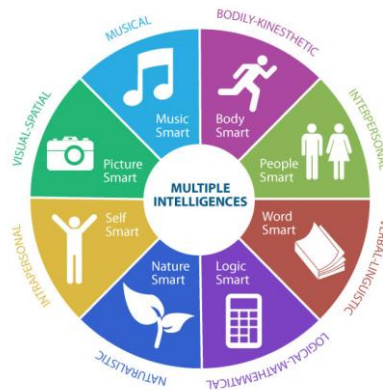 MUSICAL
BODILY-KINESTHETIC
INTERPERSONAL
VERBAL-LINGUISTIC
LOGICAL-MATHEMATICAL
NATURALISTIC
INTRAPERSONAL
VISUAL-SPATIAL
Music
Smart
Body
Smart
People
Smart
Word
Smart
Logic
Smart
Nature
Smart
Self
Smart
Picture
Smart
MULTIPLE
INTELLIGENCES